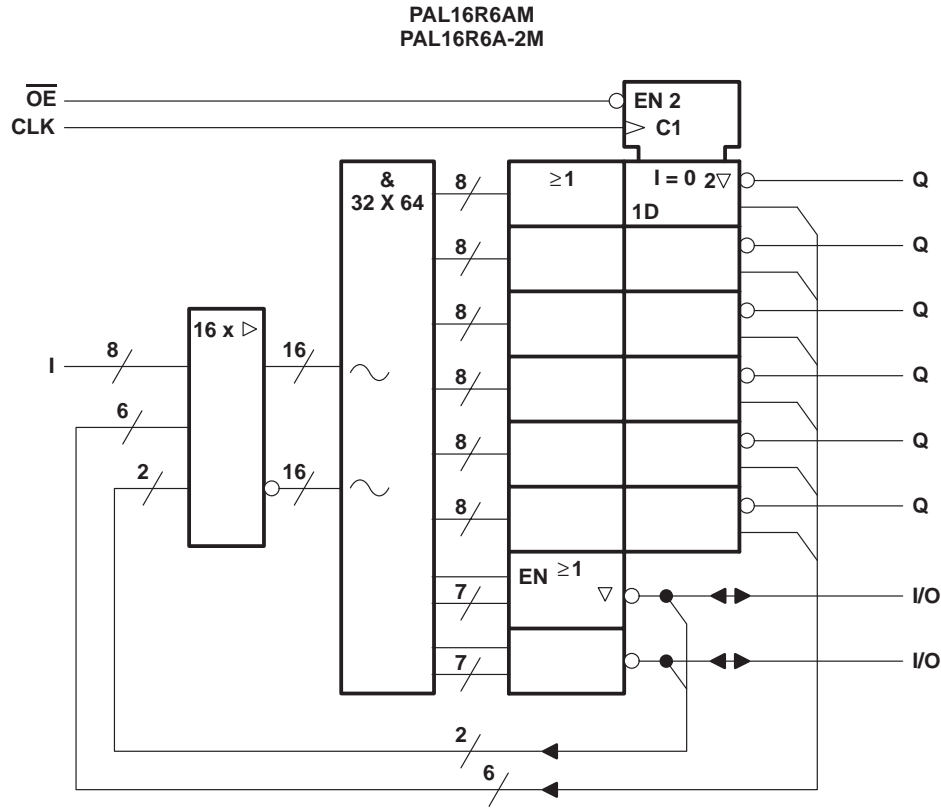 PAL16R6AM
PAL16R6A-2M
OE
CLK
EN 2
C1
&
32 X 64
8
≥1
I = 0 2▽
1D
Q
8
Q
8
Q
16 x ▷
I
8
16
8
Q
6
8
Q
2
16
8
Q
EN ≥1
▽
7
I/O
7
I/O
2
6